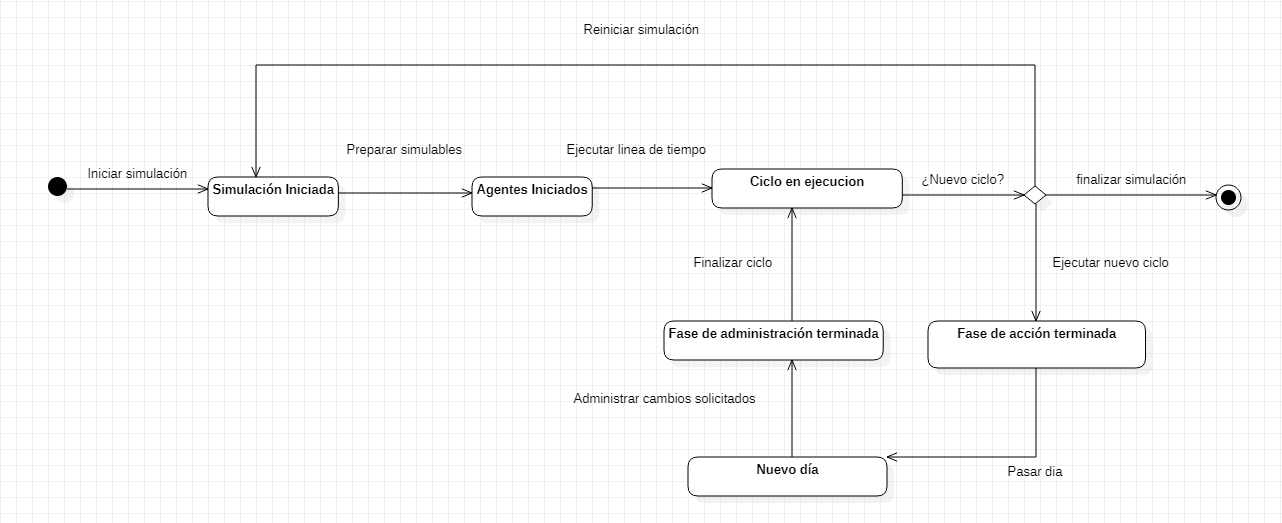 Reiniciar simulación
Iniciar simulación
Preparar simulables
Ejecutar linea de tiempo
¿Nuevo ciclo?
finalizar simulación
Simulación Iniciada
Agentes Iniciados
Ciclo en ejecucion
Finalizar ciclo
Ejecutar nuevo ciclo
Fase de administración terminada
Fase de acción terminada
Administrar cambios solicitados
Nuevo día
Pasar dia